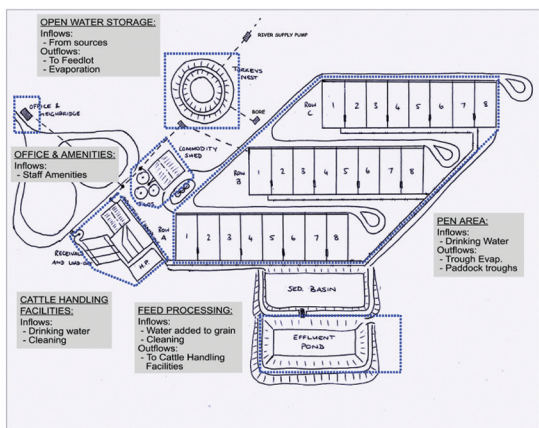 OPEN WATER STORAGE:
Inflows:
- From sources
Outflows:
- To Feedlot
- Evaporation
RIVER SUPPLY PUMP
TURKEYS
NEST
BORE
OFFICE &
WEIGHBRIDGE
OFFICE & AMENITIES:
Inflows:
- Staff Amenities
COMMODITY
SHED
SILOS
ROW
C
1 2 3 4 5 6 7 8
ROW
B
1 2 3 4 5 6 7 8
ROW
A
1 2 3 4 5 6 7 8
RECEIVALS
AND LOAD-OUT
H.P.
PEN AREA:
Inflows:
- Drinking Water
Outflows:
- Trough Evap.
- Paddock troughs
SED. BASIN
EFFLUENT
POND
CATTLE HANDLING
FACILITIES:
Inflows:
- Drinking water
- Cleaning
FEED PROCESSING:
Inflows:
- Water added to grain
- Cleaning
Outflows:
- To Cattle Handling
Facilities